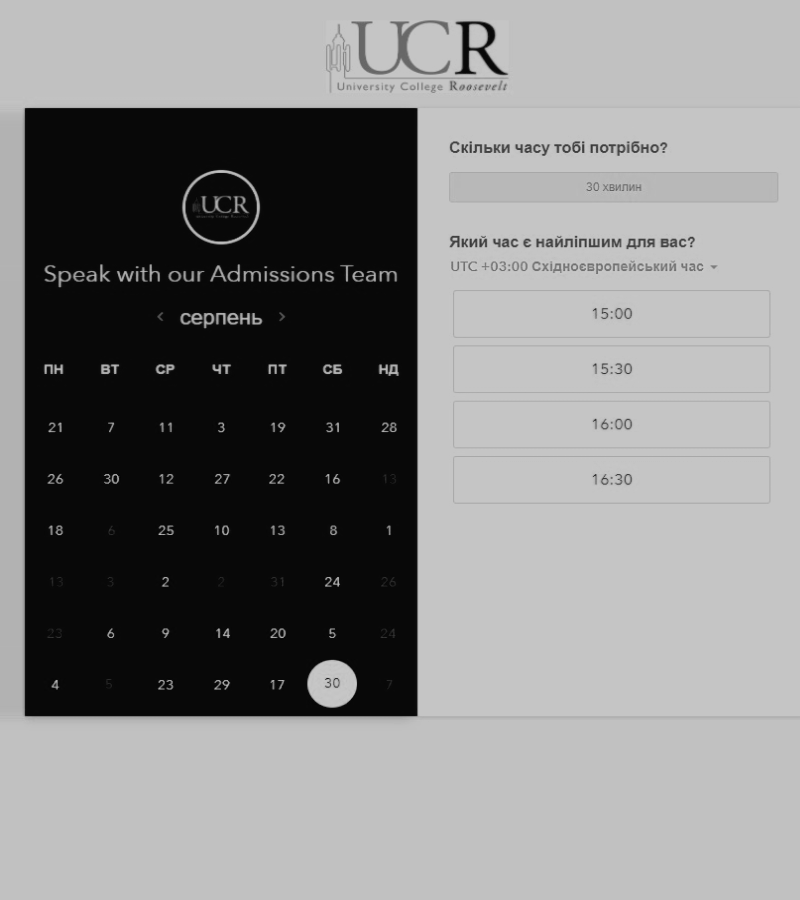 UCR
University College Roosevelt
UCR
Speak with our Admissions Team
серпень
ПН ВТ СР ЧТ ПТ СБ НД
21 7 11 3 19 31 28
26 30 12 27 22 16 13
18 6 25 10 13 8 1
13 3 2 2 31 24 26
23 6 9 14 20 5 24
4 5 23 29 17 30 7
Скільки часу тобі потрібно?
30 хвилин
Який час є найліпшим для вас?
UTC +03:00 Східноєвропейський час
15:00
15:30
16:00
16:30